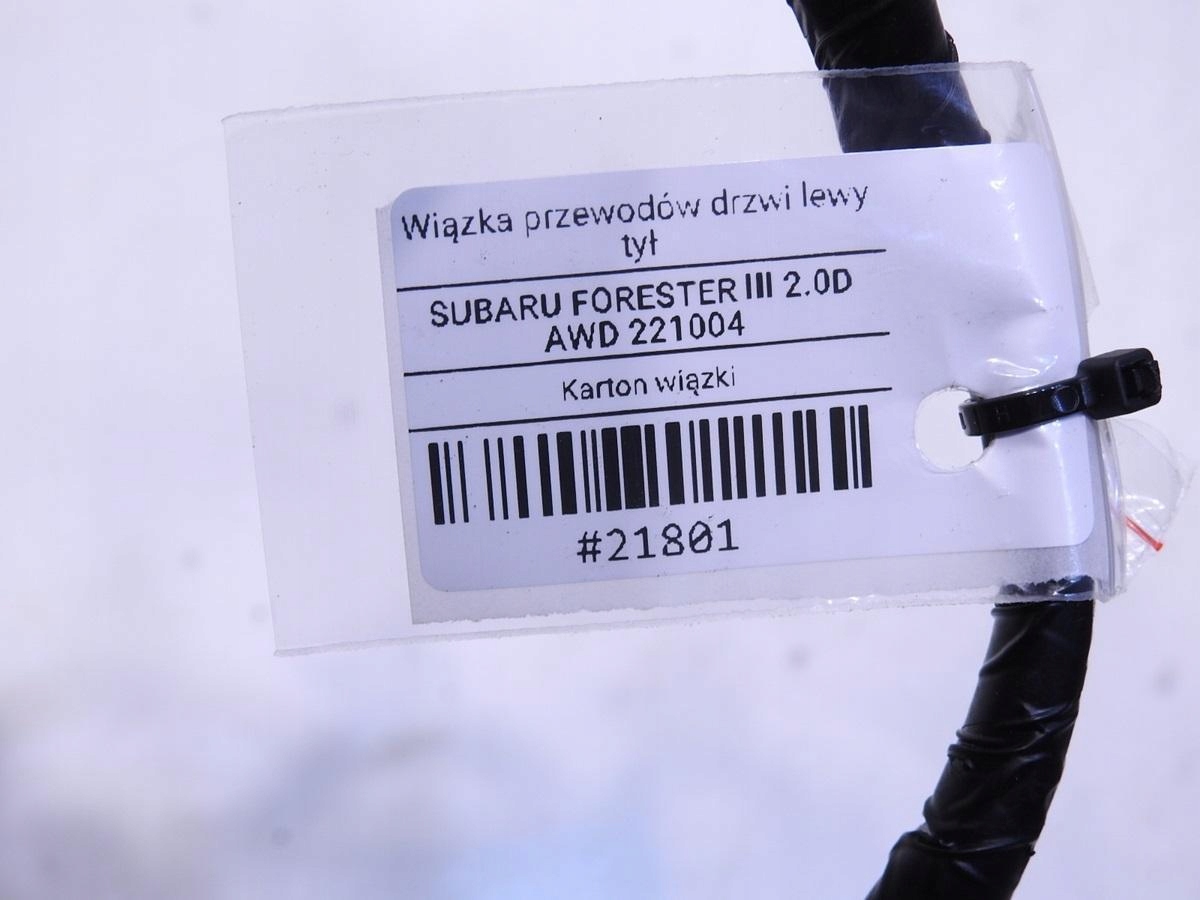 Wiązka przewodów drzwi lewy
tył
SUBARU FORESTER III 2.0D
AWD 221004
Karton wiązki
#21801